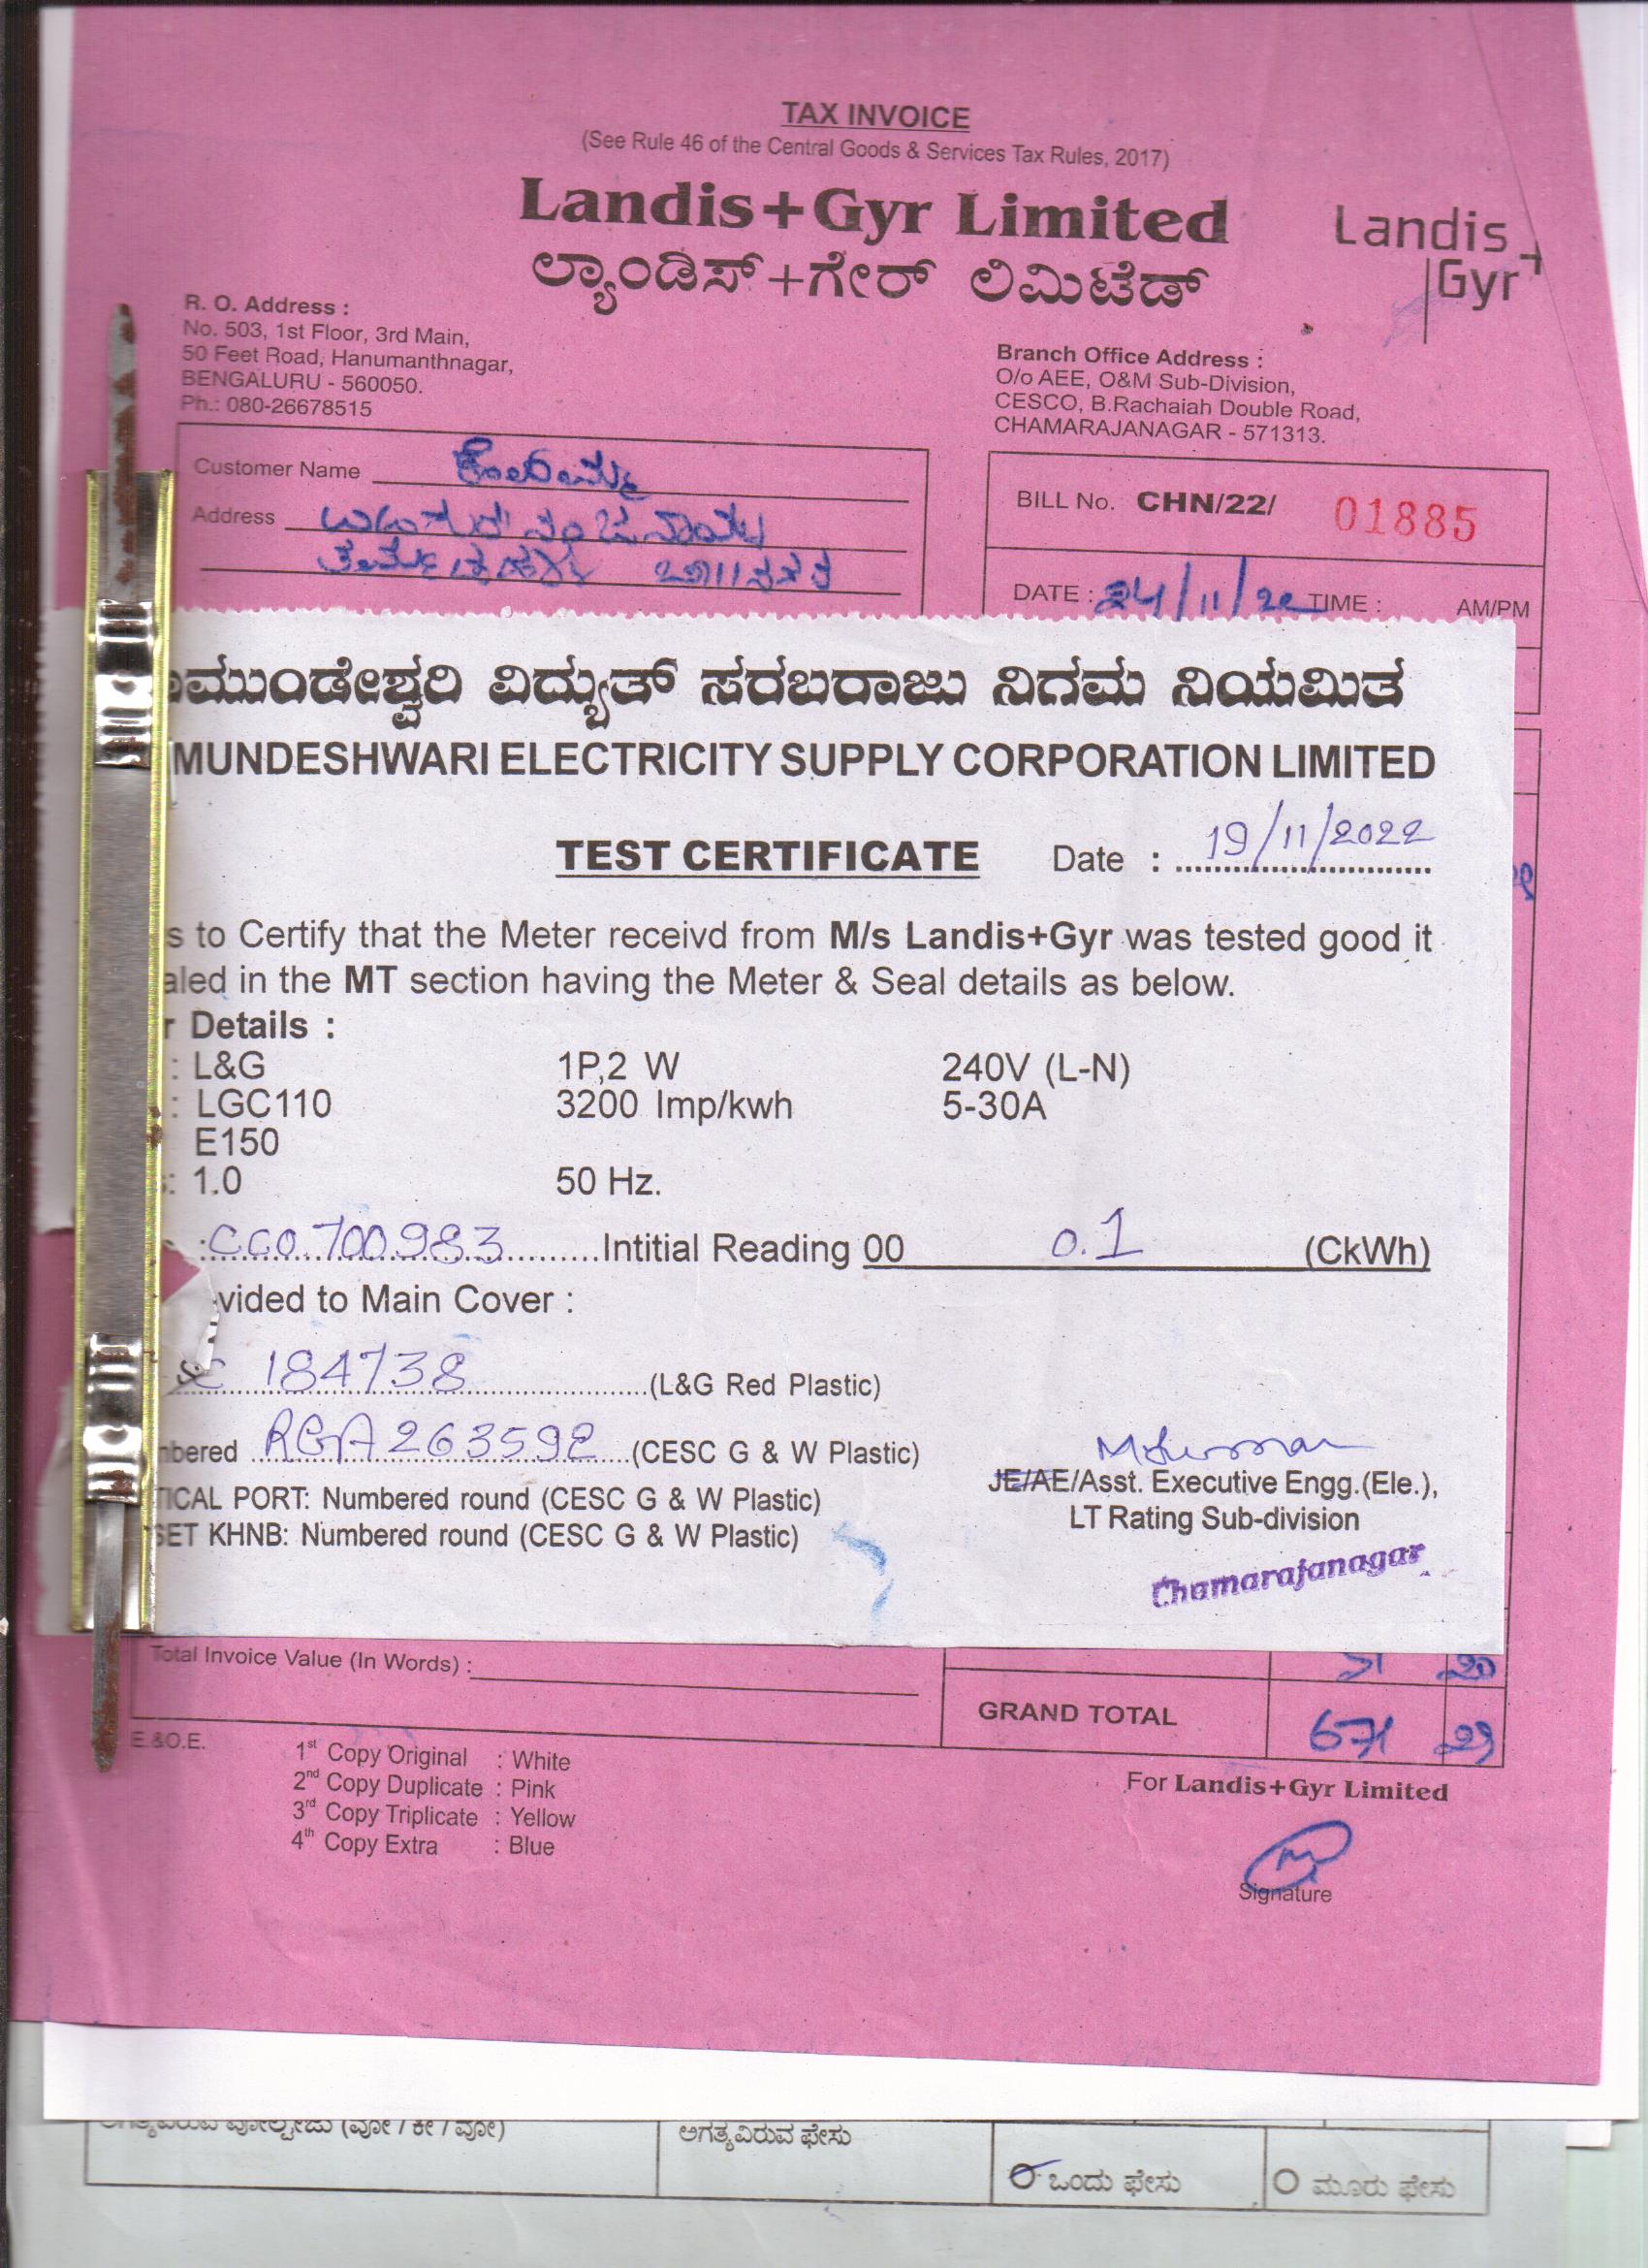 TAX INVOICE
(See Rule 46 of the Central Goods & Services Tax Rules, 2017)
Landis+Gyr Limited
ಲ್ಯಾಂಡಿಸ್+ಗೇರ್ ಲಿಮಿಟೆಡ್
Landis
Gyr+
R. O. Address :
No. 503, 1st Floor, 3rd Main,
50 Feet Road, Hanumanthnagar,
BENGALURU - 560050.
Ph.: 080-26678515
Branch Office Address :
O/o AEE, O&M Sub-Division,
CESCO, B.Rachaiah Double Road,
CHAMARAJANAGAR - 571313.
Customer Name
Address
BILL No. CHN/22/ 01885
DATE : 24/11/22 TIME : AM/PM
ಮುಂಡೇಶ್ವರಿ ವಿದ್ಯುತ್ ಸರಬರಾಜು ನಿಗಮ ನಿಯಮಿತ
MUNDESHWARI ELECTRICITY SUPPLY CORPORATION LIMITED
TEST CERTIFICATE Date : 19/11/2022
s to Certify that the Meter receivd from M/s Landis+Gyr was tested good it
aled in the MT section having the Meter & Seal details as below.
r Details :
: L&G 1P,2 W 240V (L-N)
: LGC110 3200 Imp/kwh 5-30A
E150
: 1.0 50 Hz.
: CC0700983 Intitial Reading 00 0.1 (CkWh)
vided to Main Cover :
184738 (L&G Red Plastic)
bered RGA263592 (CESC G & W Plastic)
TICAL PORT: Numbered round (CESC G & W Plastic)
SET KHNB: Numbered round (CESC G & W Plastic)
JE/AE/Asst. Executive Engg.(Ele.),
LT Rating Sub-division
Chamarajanagar
Total Invoice Value (In Words) :
51 20
GRAND TOTAL 671 29
E.&O.E.
1st Copy Original : White
2nd Copy Duplicate : Pink
3rd Copy Triplicate : Yellow
4th Copy Extra : Blue
For Landis+Gyr Limited
Signature
ಅಗತ್ಯವಿರುವ ವೋಲ್ಟೇಜು (ವೋ / ಕೀ / ವೋ) ಅಗತ್ಯವಿರುವ ಫೇಸು
ಒಂದು ಫೇಸು ಮೂರು ಫೇಸು